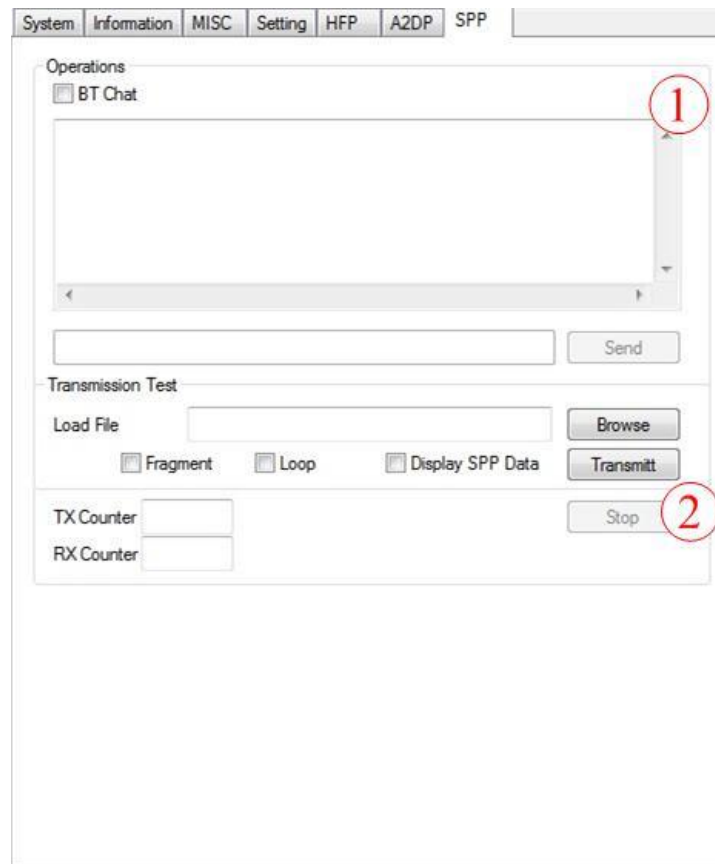 System Information MISC Setting HFP A2DP SPP
Operations
BT Chat
1
Send
Transmission Test
Load File Browse
Fragment Loop Display SPP Data Transmitt
TX Counter Stop 2
RX Counter